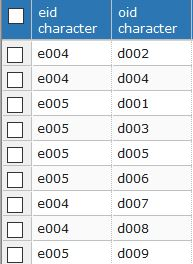 eid oid
character character
e004 d002
e004 d004
e005 d001
e005 d003
e005 d005
e005 d006
e004 d007
e004 d008
e005 d009